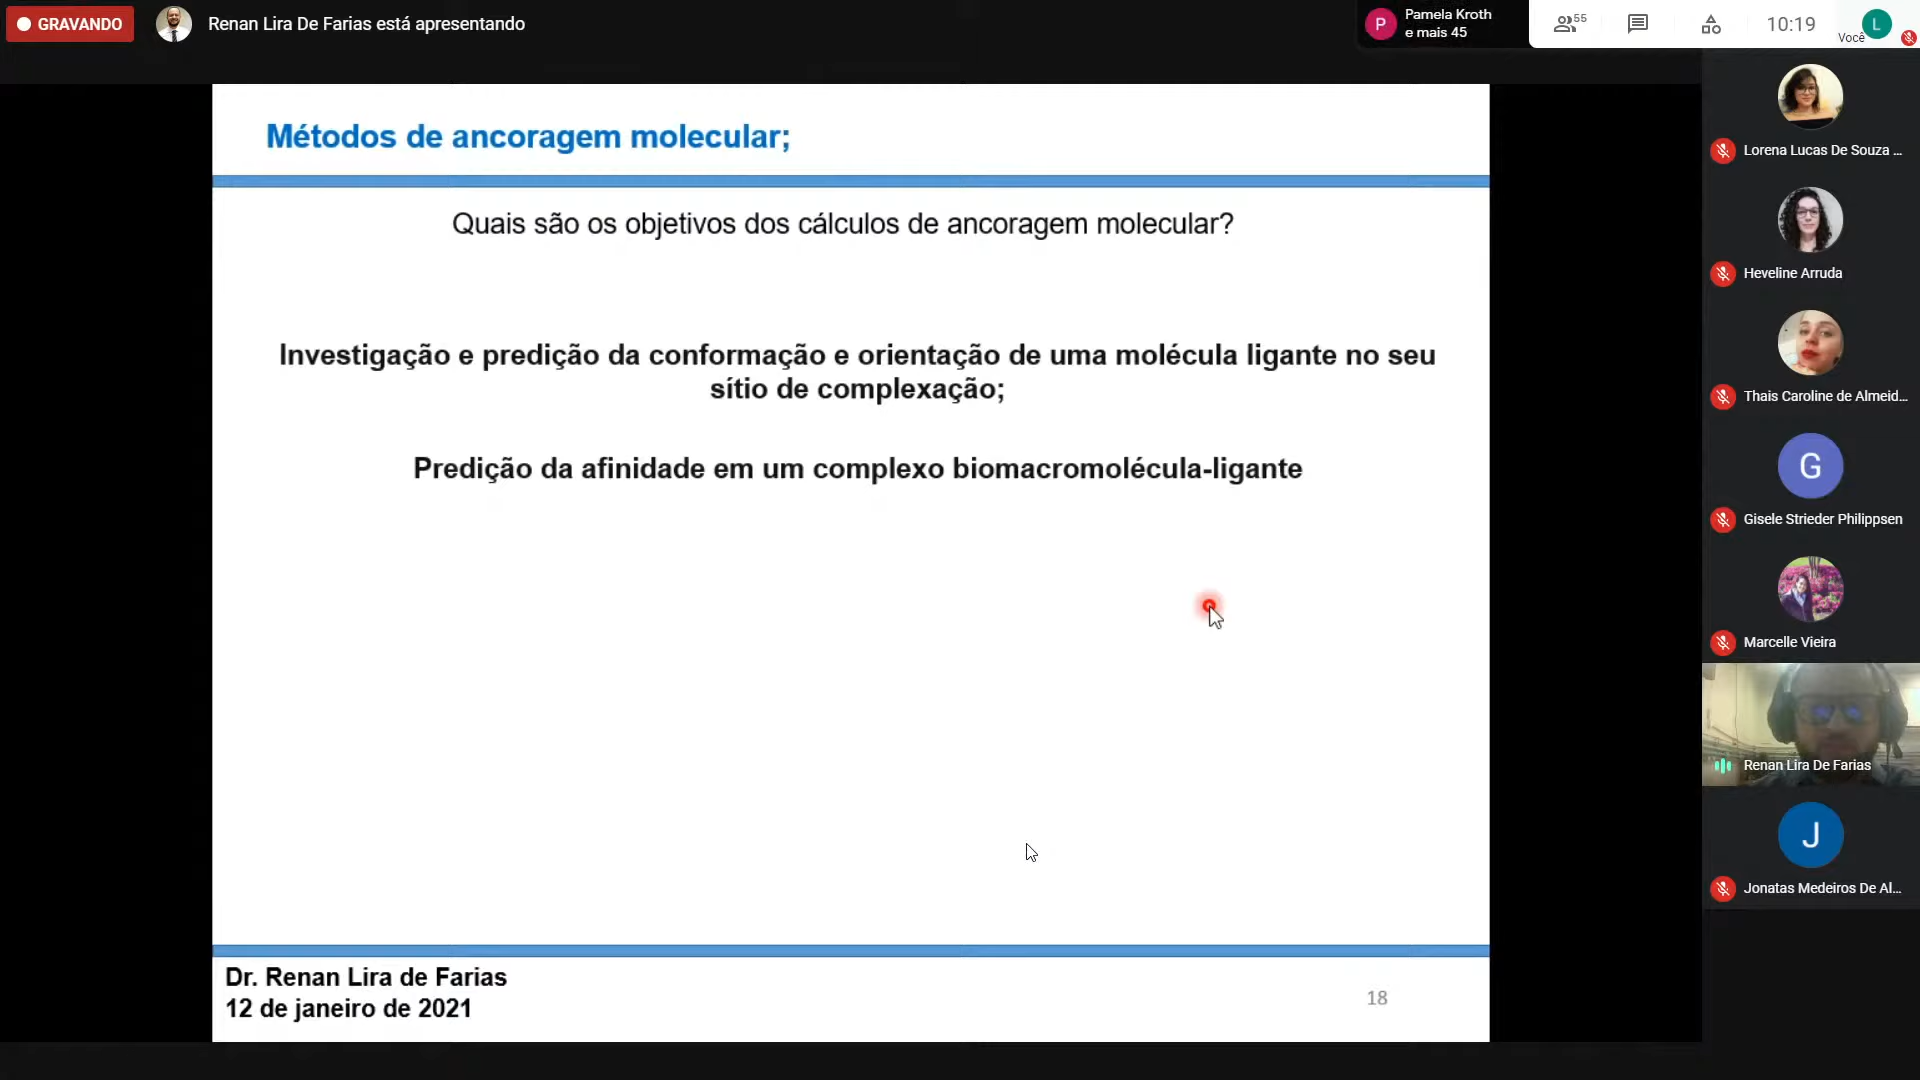 GRAVANDO
Renan Lira De Farias está apresentando
P
Pamela Kroth
e mais 45
55
10:19
Você
L
Métodos de ancoragem molecular;
Quais são os objetivos dos cálculos de ancoragem molecular?
Investigação e predição da conformação e orientação de uma molécula ligante no seu
sítio de complexação;
Predição da afinidade em um complexo biomacromolécula-ligante
Dr. Renan Lira de Farias
12 de janeiro de 2021
18
Lorena Lucas De Souza ...
Heveline Arruda
Thais Caroline de Almeid...
G
Gisele Strieder Philippsen
Marcelle Vieira
Renan Lira De Farias
J
Jonatas Medeiros De Al...